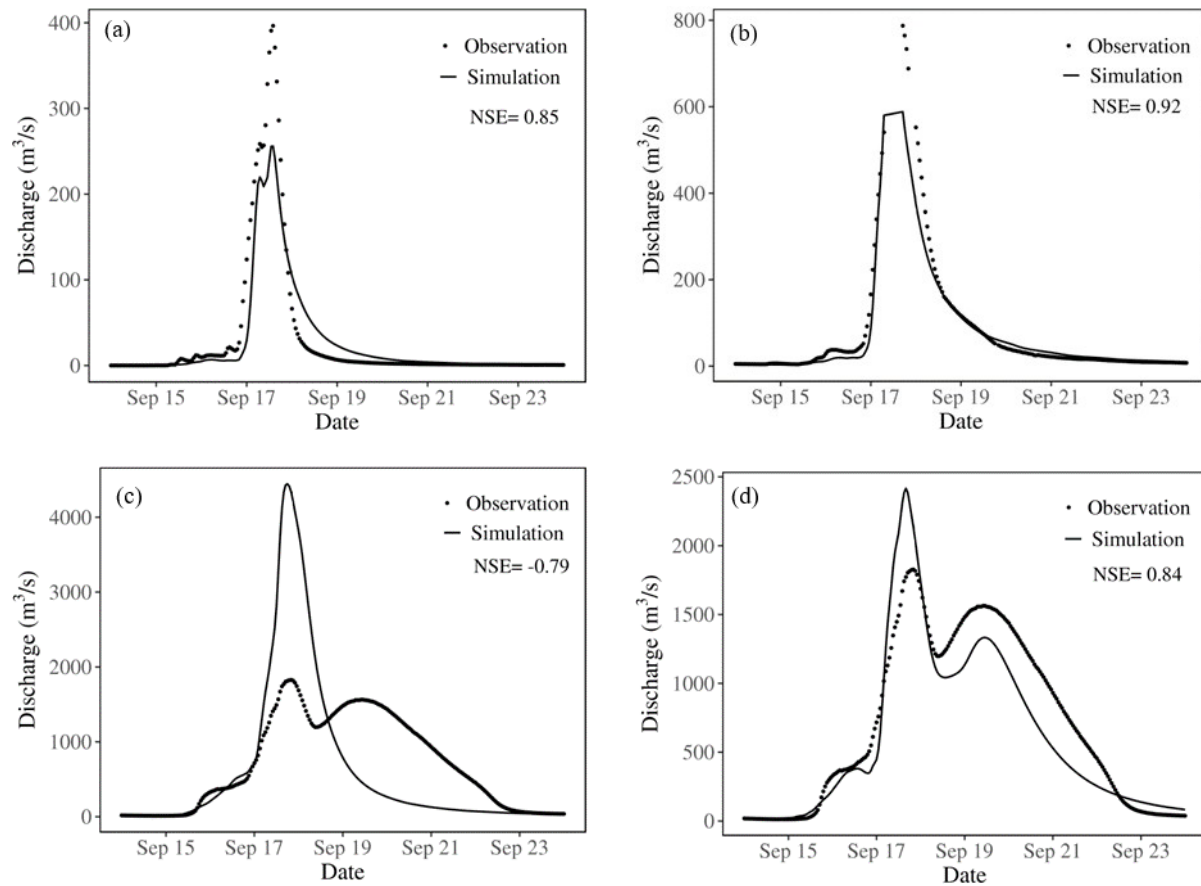 (a)
400
300
200
100
0
Discharge (m³/s)
Observation
Simulation
NSE= 0.85
Sep 15 Sep 17 Sep 19 Sep 21 Sep 23
Date
(b)
800
600
400
200
0
Discharge (m³/s)
Observation
Simulation
NSE= 0.92
Sep 15 Sep 17 Sep 19 Sep 21 Sep 23
Date
(c)
4000
3000
2000
1000
0
Discharge (m³/s)
Observation
Simulation
NSE= -0.79
Sep 15 Sep 17 Sep 19 Sep 21 Sep 23
Date
(d)
2500
2000
1500
1000
500
0
Discharge (m³/s)
Observation
Simulation
NSE= 0.84
Sep 15 Sep 17 Sep 19 Sep 21 Sep 23
Date